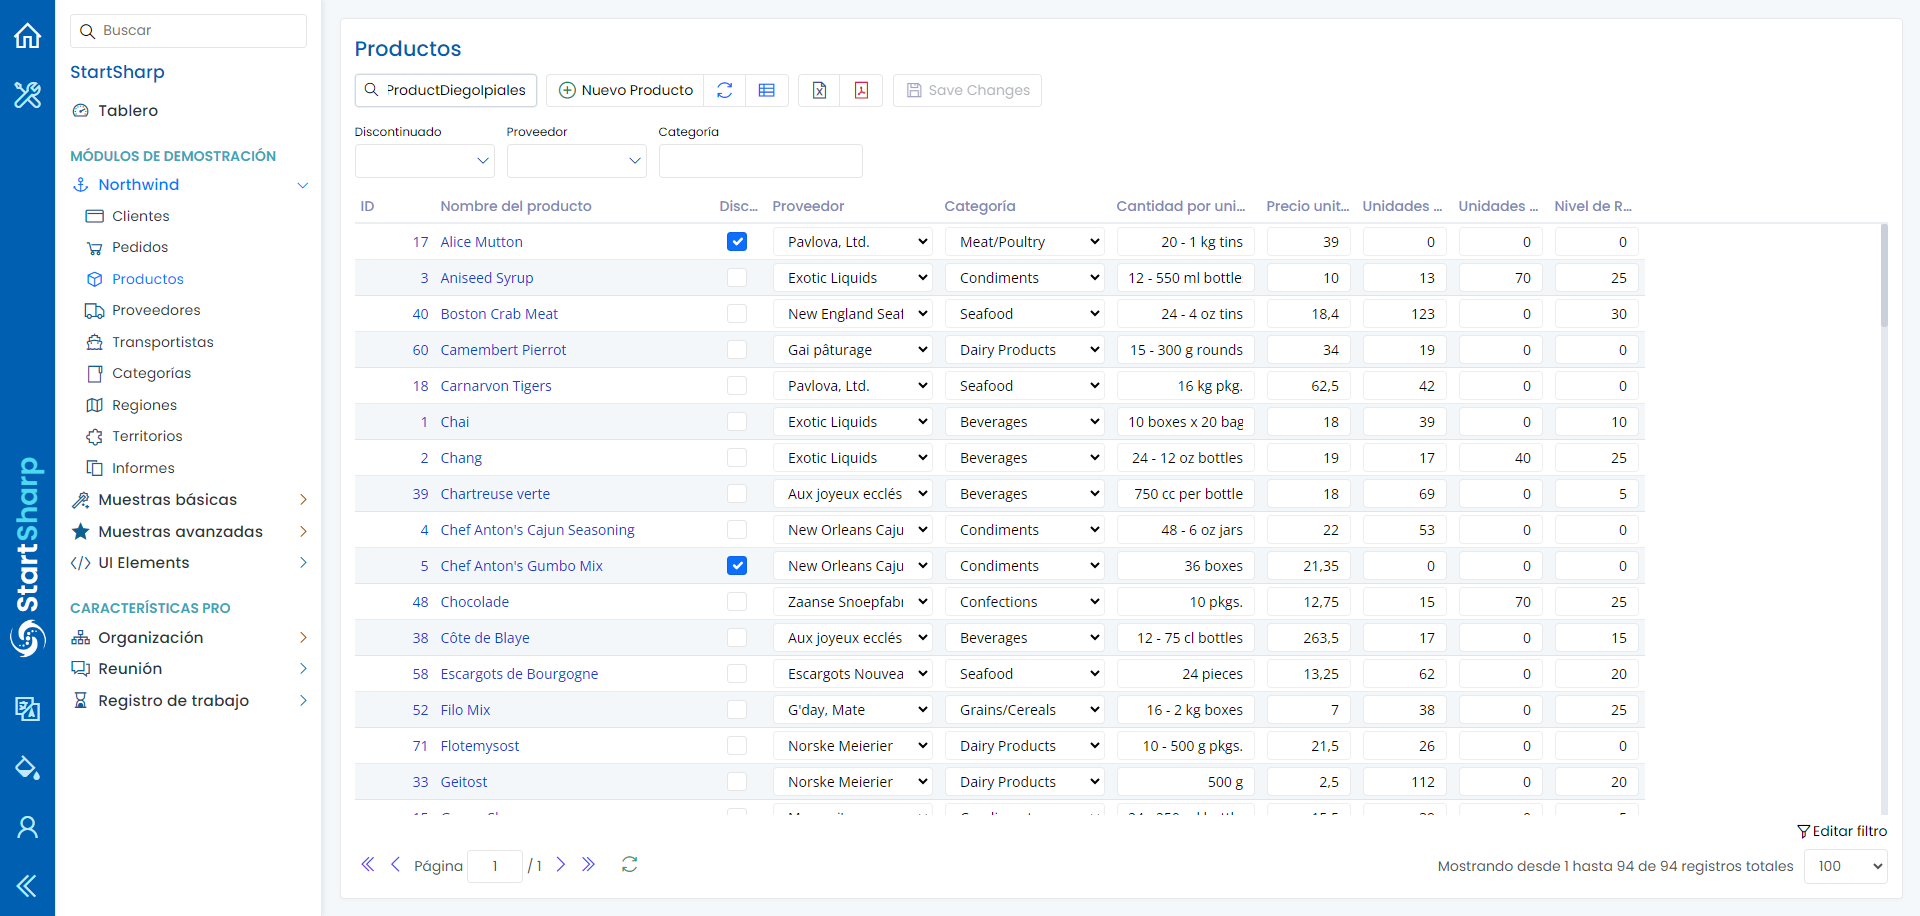 Buscar
StartSharp
Tablero
MÓDULOS DE DEMOSTRACIÓN
Northwind
Clientes
Pedidos
Productos
Proveedores
Transportistas
Categorías
Regiones
Territorios
Informes
Muestras básicas
Muestras avanzadas
UI Elements
CARACTERÍSTICAS PRO
Organización
Reunión
Registro de trabajo
StartSharp
Productos
ProductDiegoIpiales Nuevo Producto Save Changes
Discontinuado Proveedor Categoría
ID Nombre del producto Disc... Proveedor Categoría Cantidad por uni... Precio unit... Unidades ... Unidades ... Nivel de R...
17 Alice Mutton Pavlova, Ltd. Meat/Poultry 20 - 1 kg tins 39 0 0 0
3 Aniseed Syrup Exotic Liquids Condiments 12 - 550 ml bottle 10 13 70 25
40 Boston Crab Meat New England Seaf Seafood 24 - 4 oz tins 18,4 123 0 30
60 Camembert Pierrot Gai pâturage Dairy Products 15 - 300 g rounds 34 19 0 0
18 Carnarvon Tigers Pavlova, Ltd. Seafood 16 kg pkg. 62,5 42 0 0
1 Chai Exotic Liquids Beverages 10 boxes x 20 bag 18 39 0 10
2 Chang Exotic Liquids Beverages 24 - 12 oz bottles 19 17 40 25
39 Chartreuse verte Aux joyeux ecclés Beverages 750 cc per bottle 18 69 0 5
4 Chef Anton's Cajun Seasoning New Orleans Caju Condiments 48 - 6 oz jars 22 53 0 0
5 Chef Anton's Gumbo Mix New Orleans Caju Condiments 36 boxes 21,35 0 0 0
48 Chocolade Zaanse Snoepfabr Confections 10 pkgs. 12,75 15 70 25
38 Côte de Blaye Aux joyeux ecclés Beverages 12 - 75 cl bottles 263,5 17 0 15
58 Escargots de Bourgogne Escargots Nouvea Seafood 24 pieces 13,25 62 0 20
52 Filo Mix G'day, Mate Grains/Cereals 16 - 2 kg boxes 7 38 0 25
71 Flotemysost Norske Meierier Dairy Products 10 - 500 g pkgs. 21,5 26 0 0
33 Geitost Norske Meierier Dairy Products 500 g 2,5 112 0 20
Editar filtro
Página 1 / 1 Mostrando desde 1 hasta 94 de 94 registros totales 100